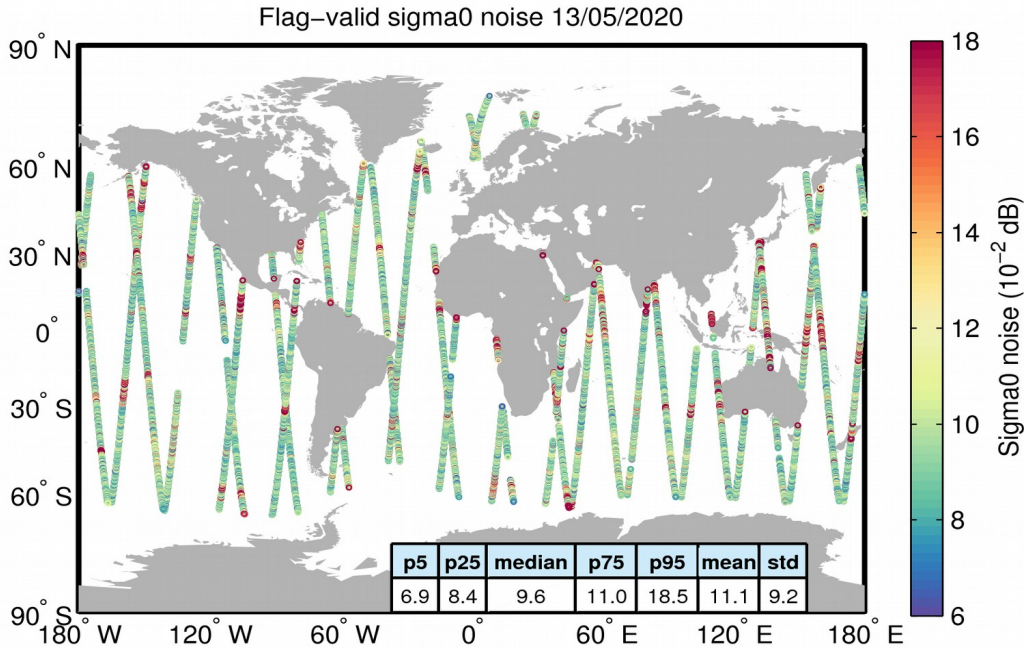 Flag−valid sigma0 noise 13/05/2020
90° N
60° N
30° N
0°
30° S
60° S
90° S
180° W
120° W
60° W
0°
60° E
120° E
180° E
p5 p25 median p75 p95 mean std
6.9 8.4 9.6 11.0 18.5 11.1 9.2
18
16
14
12
10
8
6
Sigma0 noise (10⁻² dB)